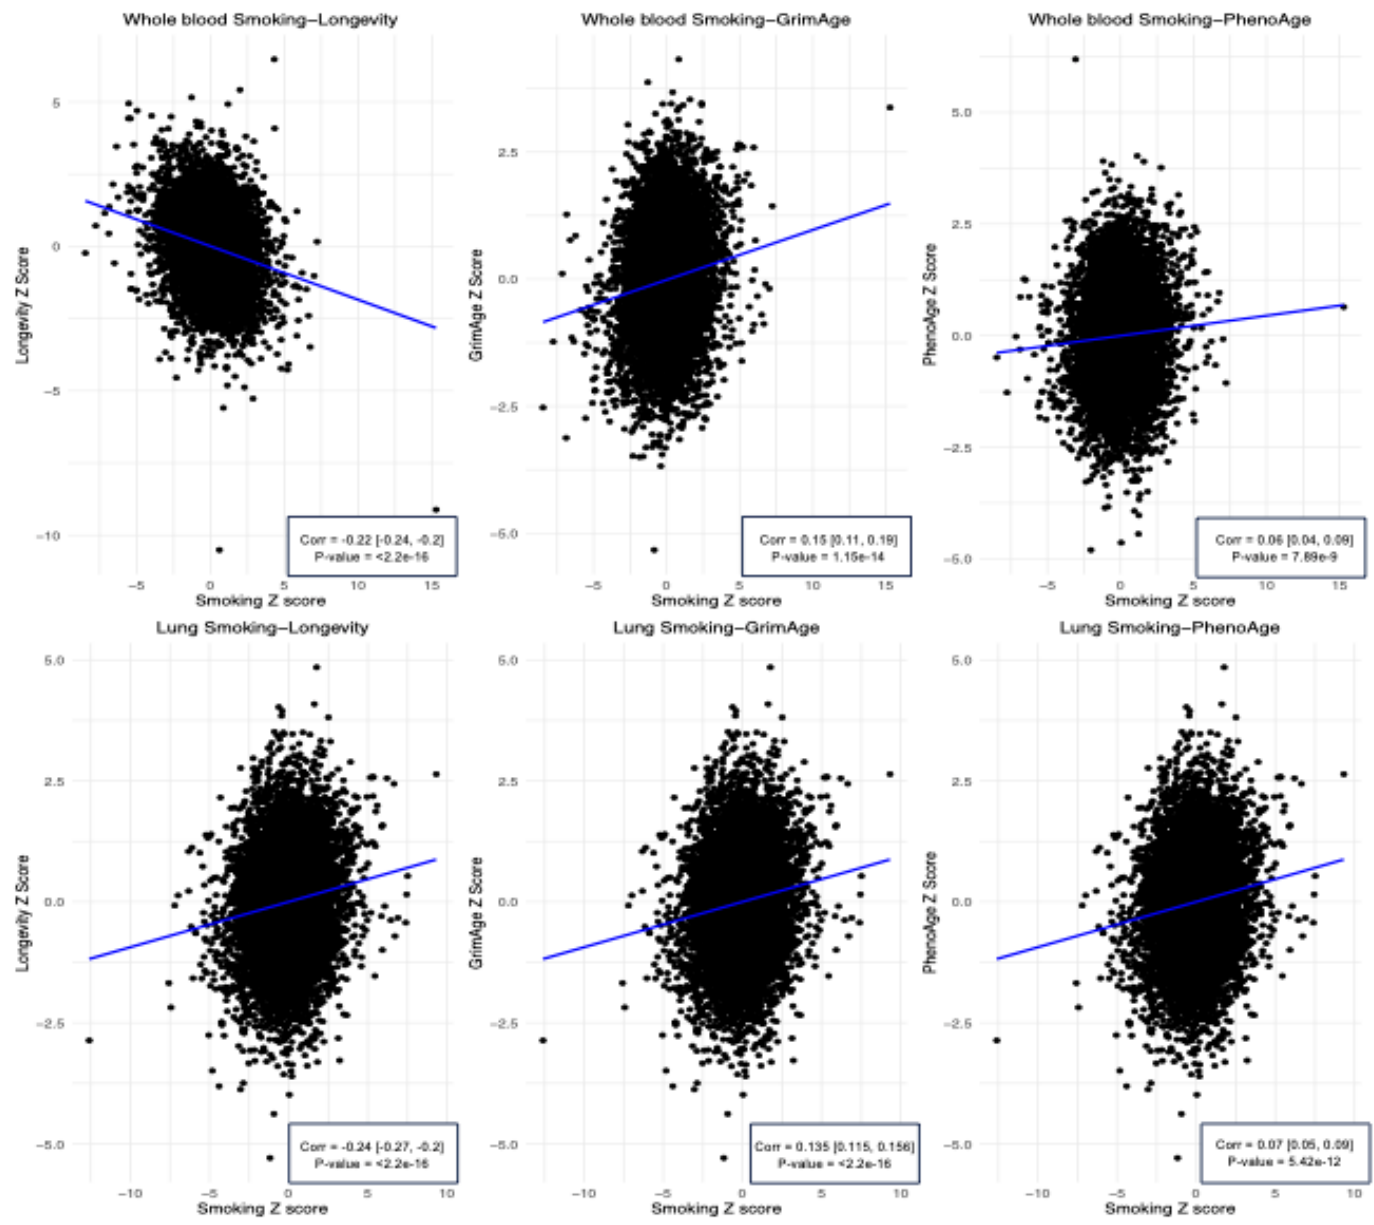 Whole blood Smoking–Longevity
Longevity Z Score
5
0
−5
−10
Corr = -0.22 [-0.24, -0.2]
P-value = <2.2e-16
−5
0
5
10
15
Smoking Z score
Whole blood Smoking–GrimAge
GrimAge Z Score
2.5
0.0
−2.5
−5.0
Corr = 0.15 [0.11, 0.19]
P-value = 1.15e-14
−5
0
5
10
15
Smoking Z score
Whole blood Smoking–PhenoAge
PhenoAge Z Score
5.0
2.5
0.0
−2.5
−5.0
Corr = 0.06 [0.04, 0.09]
P-value = 7.89e-9
−5
0
5
10
15
Smoking Z score
Lung Smoking–Longevity
Longevity Z Score
5.0
2.5
0.0
−2.5
−5.0
Corr = -0.24 [-0.27, -0.2]
P-value = <2.2e-16
−10
−5
0
5
10
Smoking Z score
Lung Smoking–GrimAge
GrimAge Z Score
5.0
2.5
0.0
−2.5
−5.0
Corr = 0.135 [0.115, 0.156]
P-value = <2.2e-16
−10
−5
0
5
10
Smoking Z score
Lung Smoking–PhenoAge
PhenoAge Z Score
5.0
2.5
0.0
−2.5
−5.0
Corr = 0.07 [0.05, 0.09]
P-value = 5.42e-12
−10
−5
0
5
10
Smoking Z score